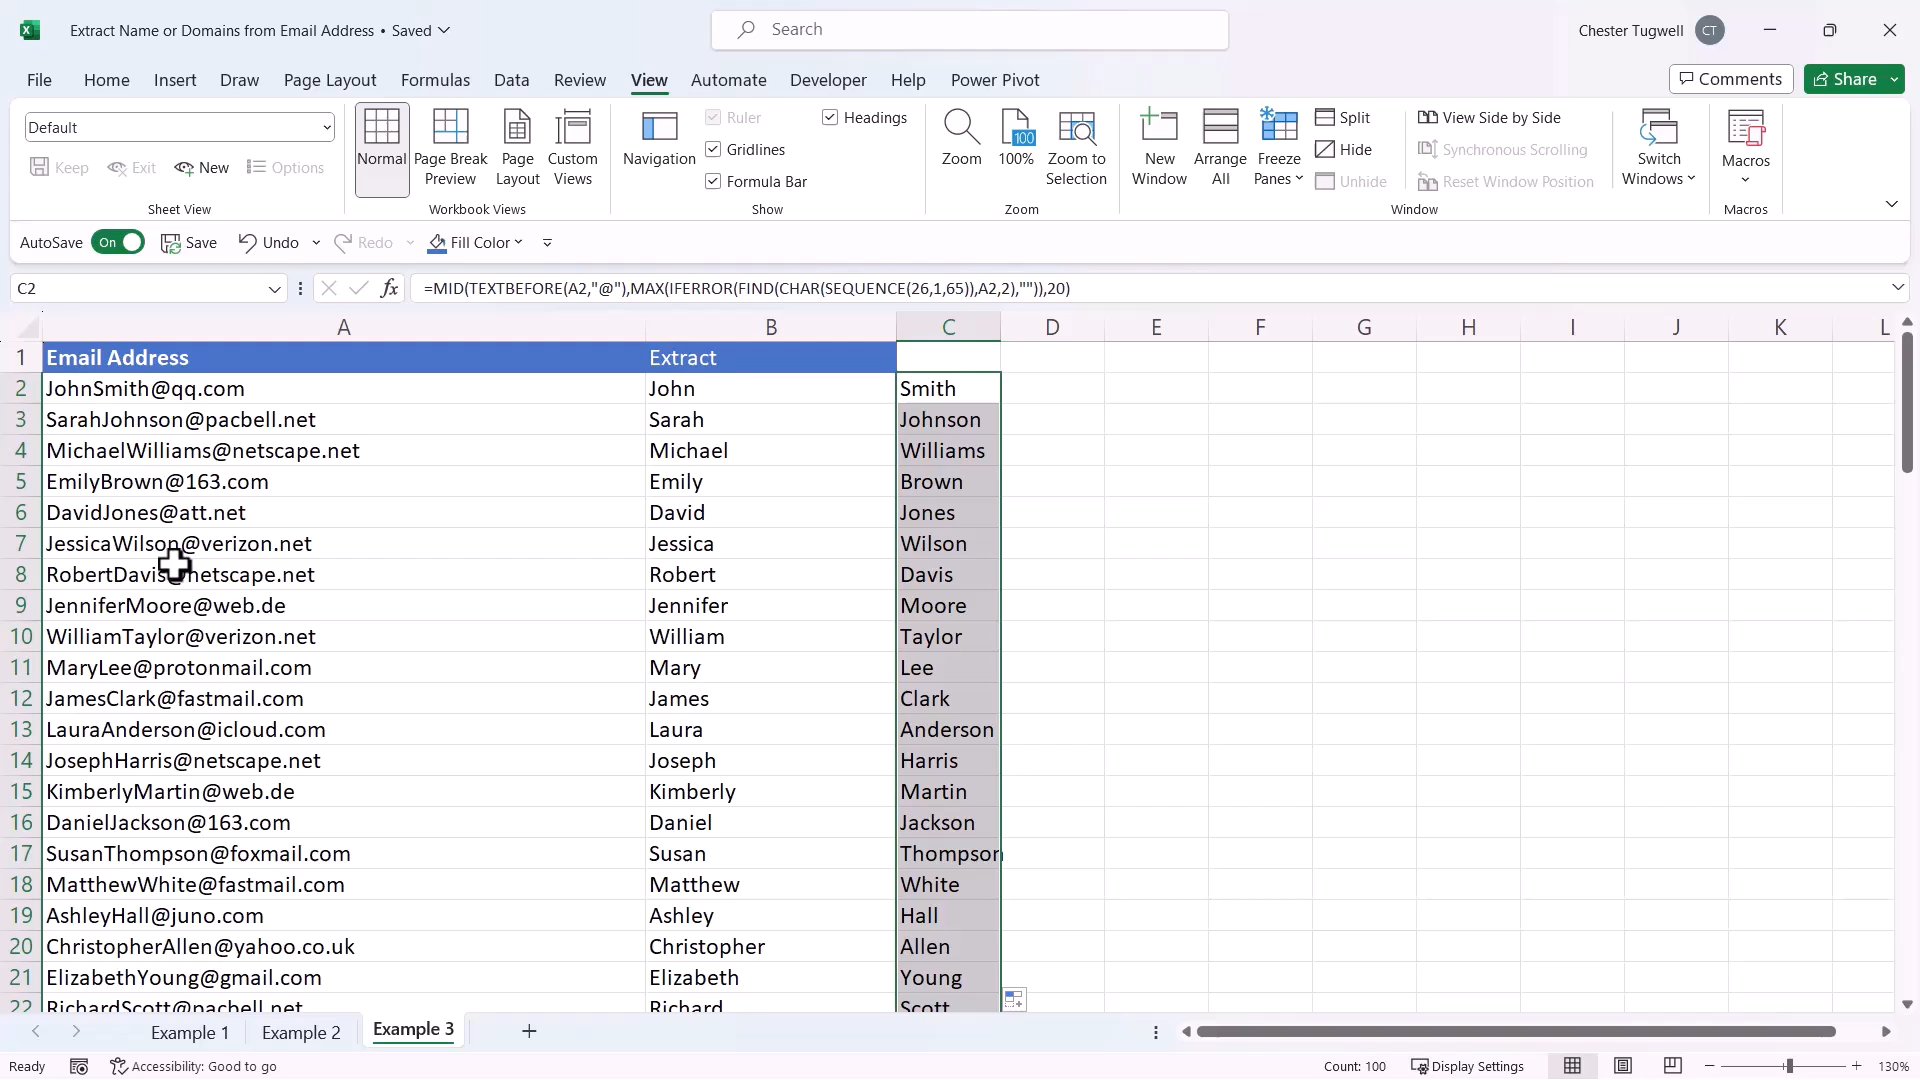 Extract Name or Domains from Email Address • Saved
Search
Chester Tugwell
CT
File Home Insert Draw Page Layout Formulas Data Review View Automate Developer Help Power Pivot
Comments
Share
Default
Keep Exit New Options
Sheet View
Normal
Page Break Preview
Page Layout
Custom Views
Workbook Views
Navigation
Ruler
Gridlines
Formula Bar
Headings
Show
Zoom
100
100%
Zoom to Selection
Zoom
New Window
Arrange All
Freeze Panes
Split
Hide
Unhide
View Side by Side
Synchronous Scrolling
Reset Window Position
Switch Windows
Window
Macros
Macros
AutoSave On Save Undo Redo Fill Color
C2
fx
=MID(TEXTBEFORE(A2,"@"),MAX(IFERROR(FIND(CHAR(SEQUENCE(26,1,65)),A2,2),"")),20)
A B C D E F G H I J K L
1 Email Address Extract
2 JohnSmith@qq.com John Smith
3 SarahJohnson@pacbell.net Sarah Johnson
4 MichaelWilliams@netscape.net Michael Williams
5 EmilyBrown@163.com Emily Brown
6 DavidJones@att.net David Jones
7 JessicaWilson@verizon.net Jessica Wilson
8 RobertDavis@netscape.net Robert Davis
9 JenniferMoore@web.de Jennifer Moore
10 WilliamTaylor@verizon.net William Taylor
11 MaryLee@protonmail.com Mary Lee
12 JamesClark@fastmail.com James Clark
13 LauraAnderson@icloud.com Laura Anderson
14 JosephHarris@netscape.net Joseph Harris
15 KimberlyMartin@web.de Kimberly Martin
16 DanielJackson@163.com Daniel Jackson
17 SusanThompson@foxmail.com Susan Thompson
18 MatthewWhite@fastmail.com Matthew White
19 AshleyHall@juno.com Ashley Hall
20 ChristopherAllen@yahoo.co.uk Christopher Allen
21 ElizabethYoung@gmail.com Elizabeth Young
22 RichardScott@pacbell.net Richard Scott
Example 1 Example 2 Example 3
Ready Accessibility: Good to go Count: 100 Display Settings 130%